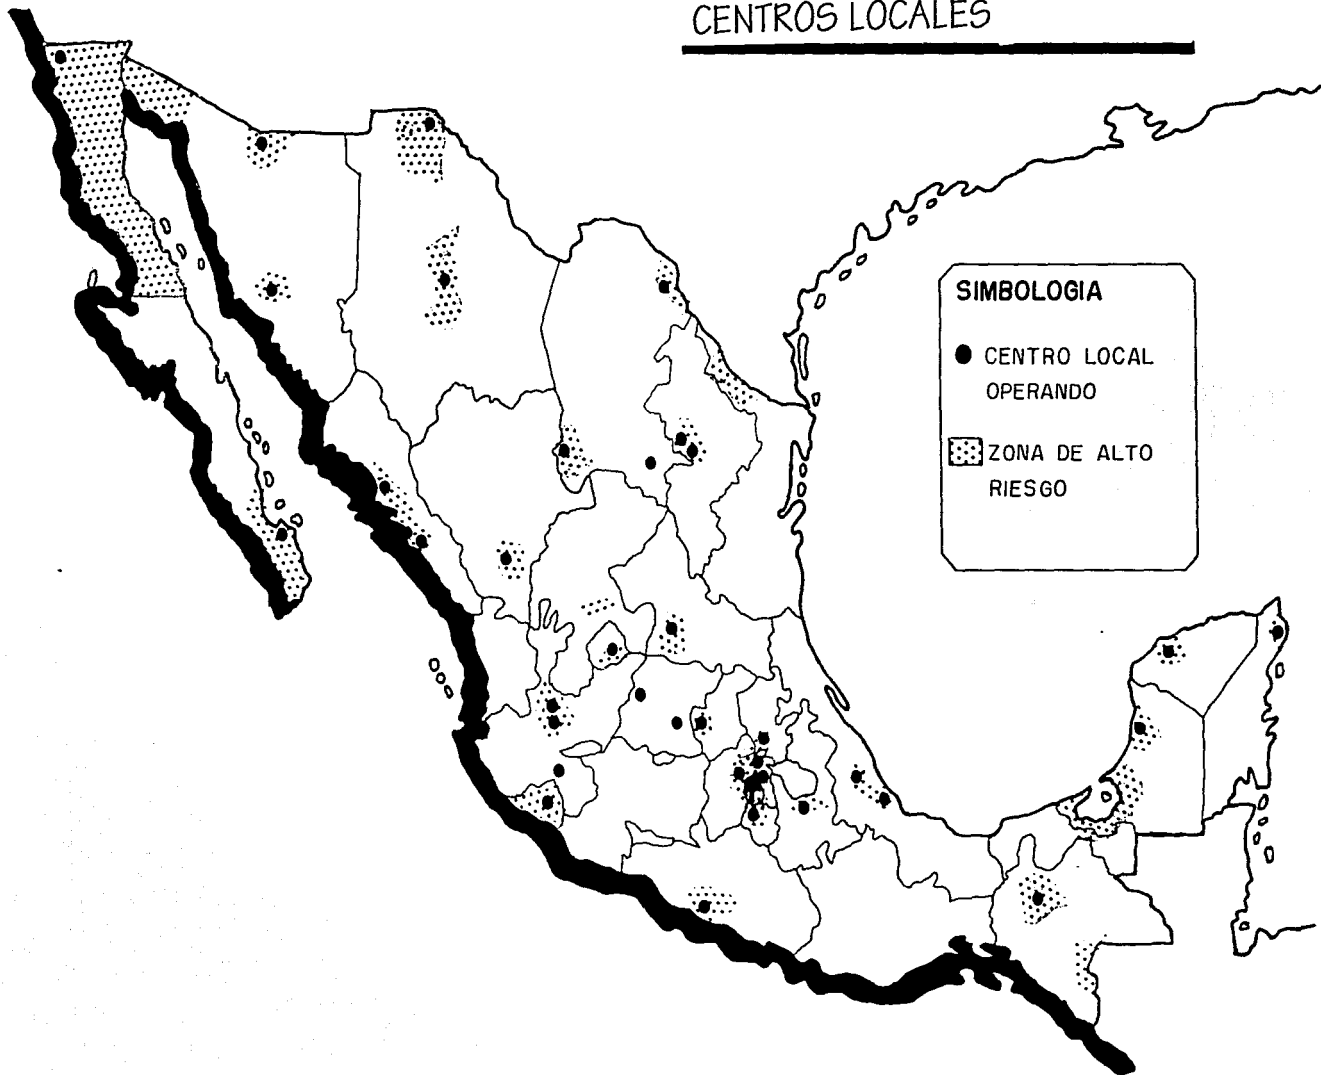 CENTROS LOCALES
SIMBOLOGIA
CENTRO LOCAL
OPERANDO
ZONA DE ALTO
RIESGO